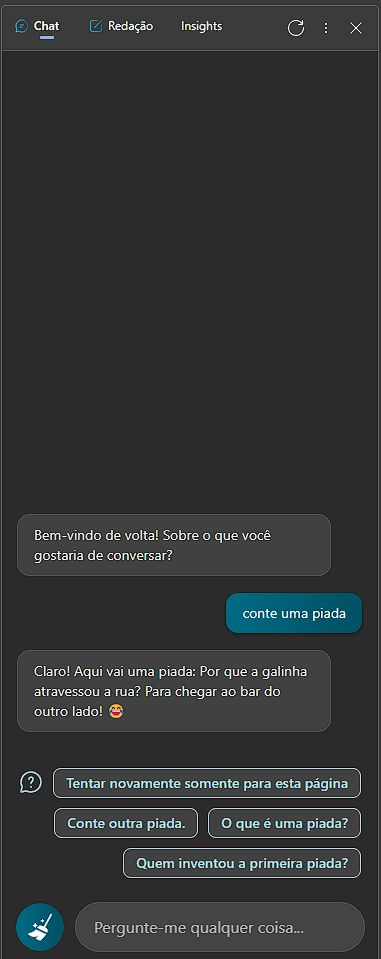 Chat Redação Insights
Bem-vindo de volta! Sobre o que você
gostaria de conversar?
conte uma piada
Claro! Aqui vai uma piada: Por que a galinha
atravessou a rua? Para chegar ao bar do
outro lado! 😂
Tentar novamente somente para esta página
Conte outra piada. O que é uma piada?
Quem inventou a primeira piada?
Pergunte-me qualquer coisa...